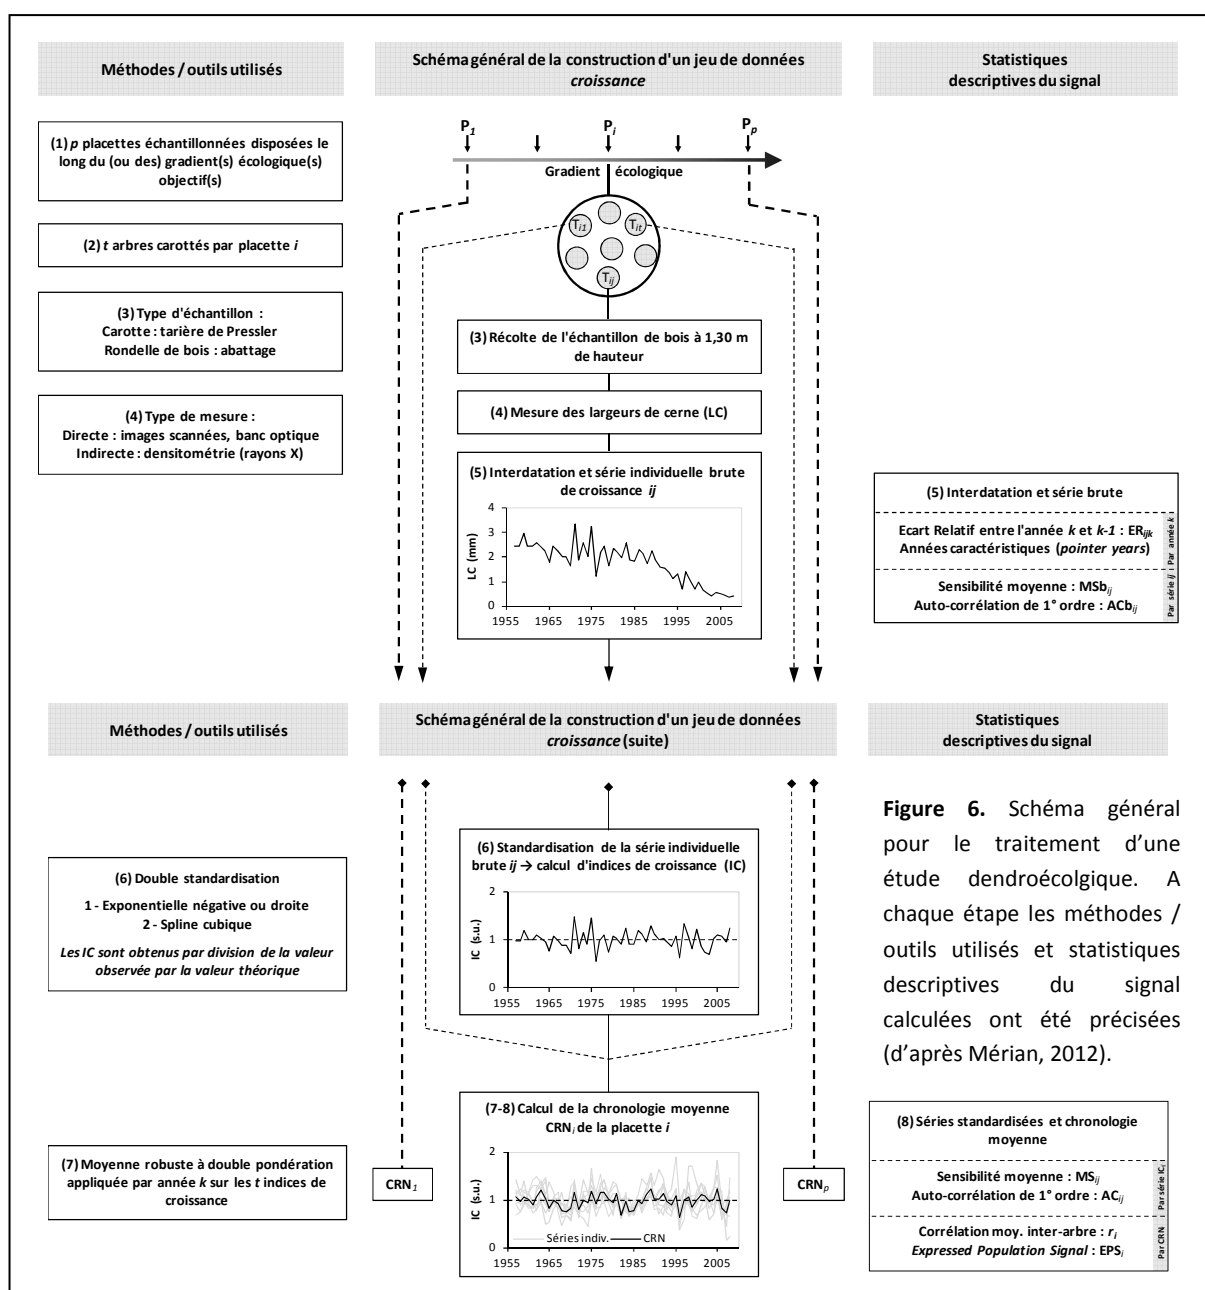 Méthodes / outils utilisés
Schéma général de la construction d'un jeu de données
croissance
Statistiques
descriptives du signal
(1) p placettes échantillonnées disposées le
long du (ou des) gradient(s) écologique(s)
objectif(s)
P1
Pi
Pp
Gradient écologique
(2) t arbres carottés par placette i
Ti1
Tit
Tij
(3) Type d'échantillon :
Carotte : tarière de Pressler
Rondelle de bois : abattage
(3) Récolte de l'échantillon de bois à 1,30 m
de hauteur
(4) Type de mesure :
Directe : images scannées, banc optique
Indirecte : densitométrie (rayons X)
(4) Mesure des largeurs de cerne (LC)
(5) Interdatation et série individuelle brute
de croissance ij
LC (mm)
4
3
2
1
0
1955 1965 1975 1985 1995 2005
(5) Interdatation et série brute
Ecart Relatif entre l'année k et k-1 : ERijk
Années caractéristiques (pointer years)
Par année k
Sensibilité moyenne : MSbij
Auto-corrélation de 1° ordre : ACbij
Par série ij
Méthodes / outils utilisés
Schéma général de la construction d'un jeu de données
croissance (suite)
Statistiques
descriptives du signal
(6) Double standardisation
1 - Exponentielle négative ou droite
2 - Spline cubique
Les IC sont obtenus par division de la valeur
observée par la valeur théorique
(6) Standardisation de la série individuelle
brute ij → calcul d'indices de croissance (IC)
IC (s.u.)
2
1
0
1955 1965 1975 1985 1995 2005
Figure 6. Schéma général
pour le traitement d'une
étude dendroécolgique. A
chaque étape les méthodes /
outils utilisés et statistiques
descriptives du signal
calculées ont été précisées
(d'après Mérian, 2012).
(7) Moyenne robuste à double pondération
appliquée par année k sur les t indices de
croissance
CRN1
(7-8) Calcul de la chronologie moyenne
CRNi de la placette i
IC (s.u.)
2
1
0
Séries indiv. CRN
1955 1965 1975 1985 1995 2005
CRNp
(8) Séries standardisées et chronologie
moyenne
Sensibilité moyenne : MSij
Auto-corrélation de 1° ordre : ACij
Par série ICi
Corrélation moy. inter-arbre : ri
Expressed Population Signal : EPSi
Par CRN